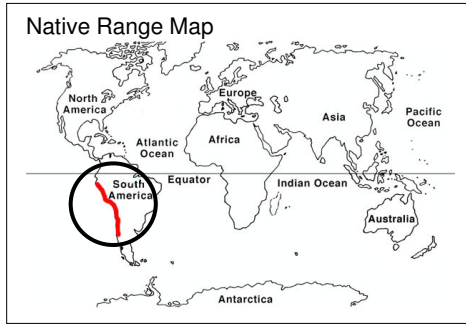 Native Range Map
North
America
Europe
Asia
Pacific
Ocean
Atlantic
Ocean
Africa
South
America
Equator
Indian Ocean
Australia
Antarctica